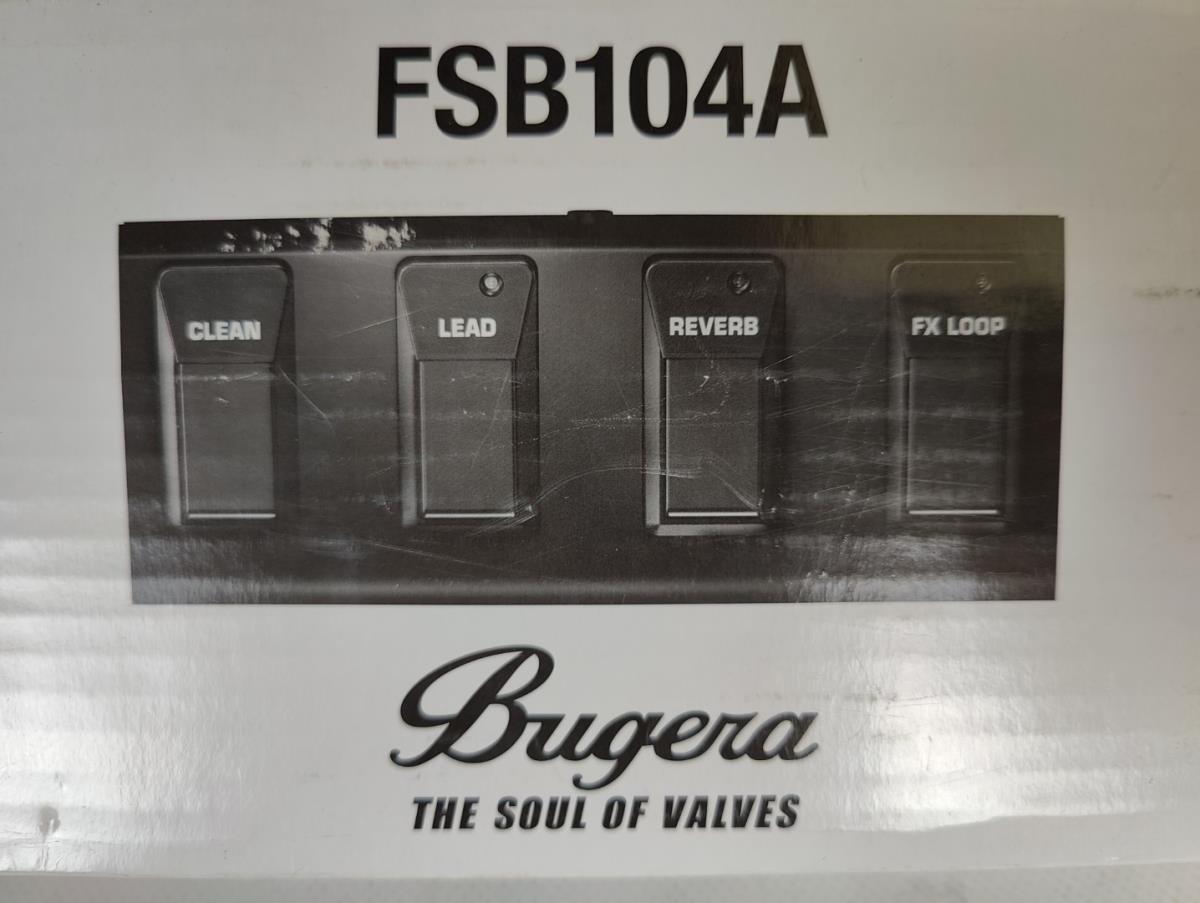 FSB104A
CLEAN LEAD REVERB FX LOOP
Bugera
THE SOUL OF VALVES